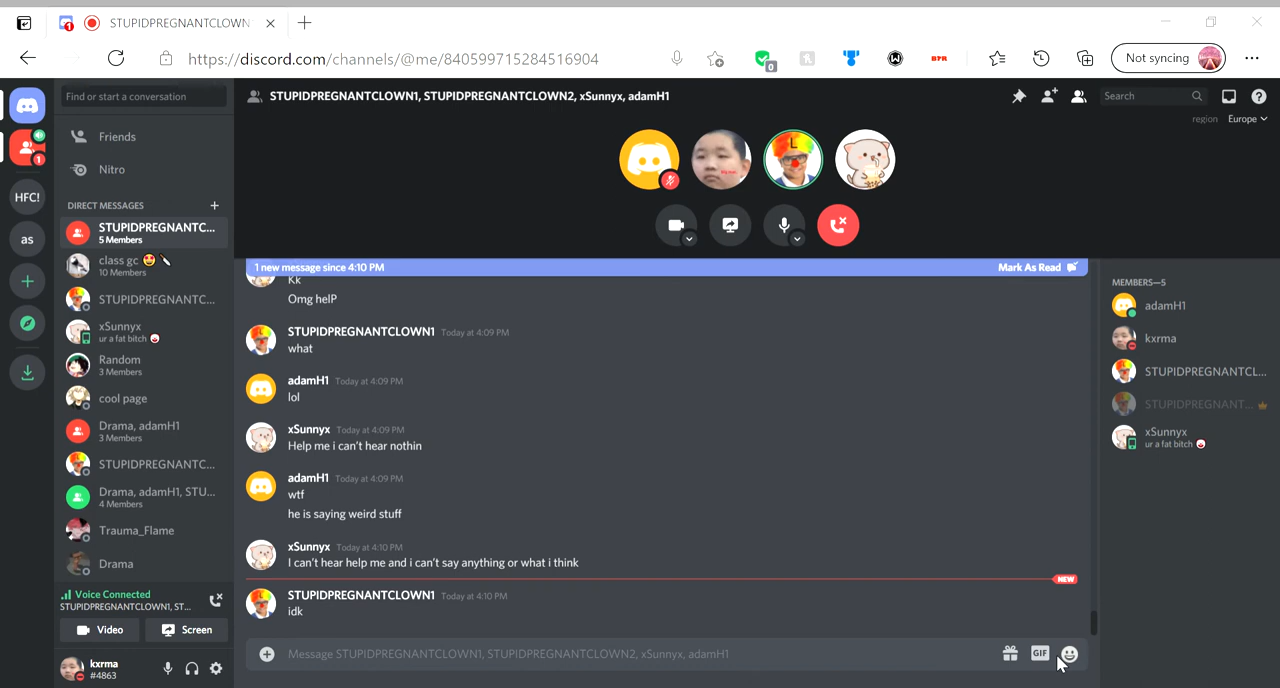 STUPIDPREGNANTCLOWN
1
https://discord.com/channels/@me/840599715284516904
0
BTR
Not syncing
Find or start a conversation
STUPIDPREGNANTCLOWN1, STUPIDPREGNANTCLOWN2, xSunnyx, adamH1
Search
region Europe
1
HFC!
as
Friends
Nitro
DIRECT MESSAGES
STUPIDPREGNANTC...
5 Members
class gc 😍 🔪
10 Members
STUPIDPREGNANTC...
xSunnyx
ur a fat bitch
Random
3 Members
cool page
Drama, adamH1
3 Members
STUPIDPREGNANTC...
Drama, adamH1, STU...
4 Members
Trauma_Flame
Drama
Voice Connected
STUPIDPREGNANTCLOWN1, ST...
Video
Screen
kxrma
#4863
L
1 new message since 4:10 PM
Mark As Read
Kk
Omg helP
STUPIDPREGNANTCLOWN1 Today at 4:09 PM
what
adamH1 Today at 4:09 PM
lol
xSunnyx Today at 4:09 PM
Help me i can't hear nothin
adamH1 Today at 4:09 PM
wtf
he is saying weird stuff
xSunnyx Today at 4:10 PM
I can't hear help me and i can't say anything or what i think
NEW
STUPIDPREGNANTCLOWN1 Today at 4:10 PM
idk
Message STUPIDPREGNANTCLOWN1, STUPIDPREGNANTCLOWN2, xSunnyx, adamH1
GIF
MEMBERS—5
adamH1
kxrma
STUPIDPREGNANTCL...
STUPIDPREGNANT...
xSunnyx
ur a fat bitch